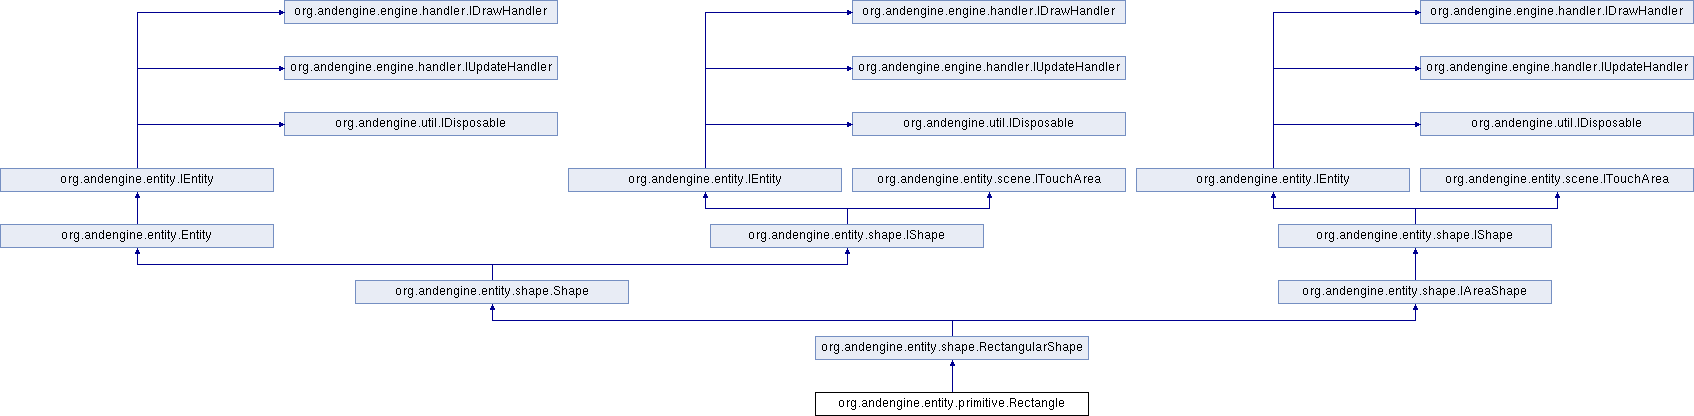 org.andengine.engine.handler.IDrawHandler
org.andengine.engine.handler.IDrawHandler
org.andengine.engine.handler.IDrawHandler
org.andengine.engine.handler.IUpdateHandler
org.andengine.engine.handler.IUpdateHandler
org.andengine.engine.handler.IUpdateHandler
org.andengine.util.IDisposable
org.andengine.util.IDisposable
org.andengine.util.IDisposable
org.andengine.entity.IEntity
org.andengine.entity.IEntity
org.andengine.entity.scene.ITouchArea
org.andengine.entity.IEntity
org.andengine.entity.scene.ITouchArea
org.andengine.entity.Entity
org.andengine.entity.shape.IShape
org.andengine.entity.shape.IShape
org.andengine.entity.shape.Shape
org.andengine.entity.shape.IAreaShape
org.andengine.entity.shape.RectangularShape
org.andengine.entity.primitive.Rectangle